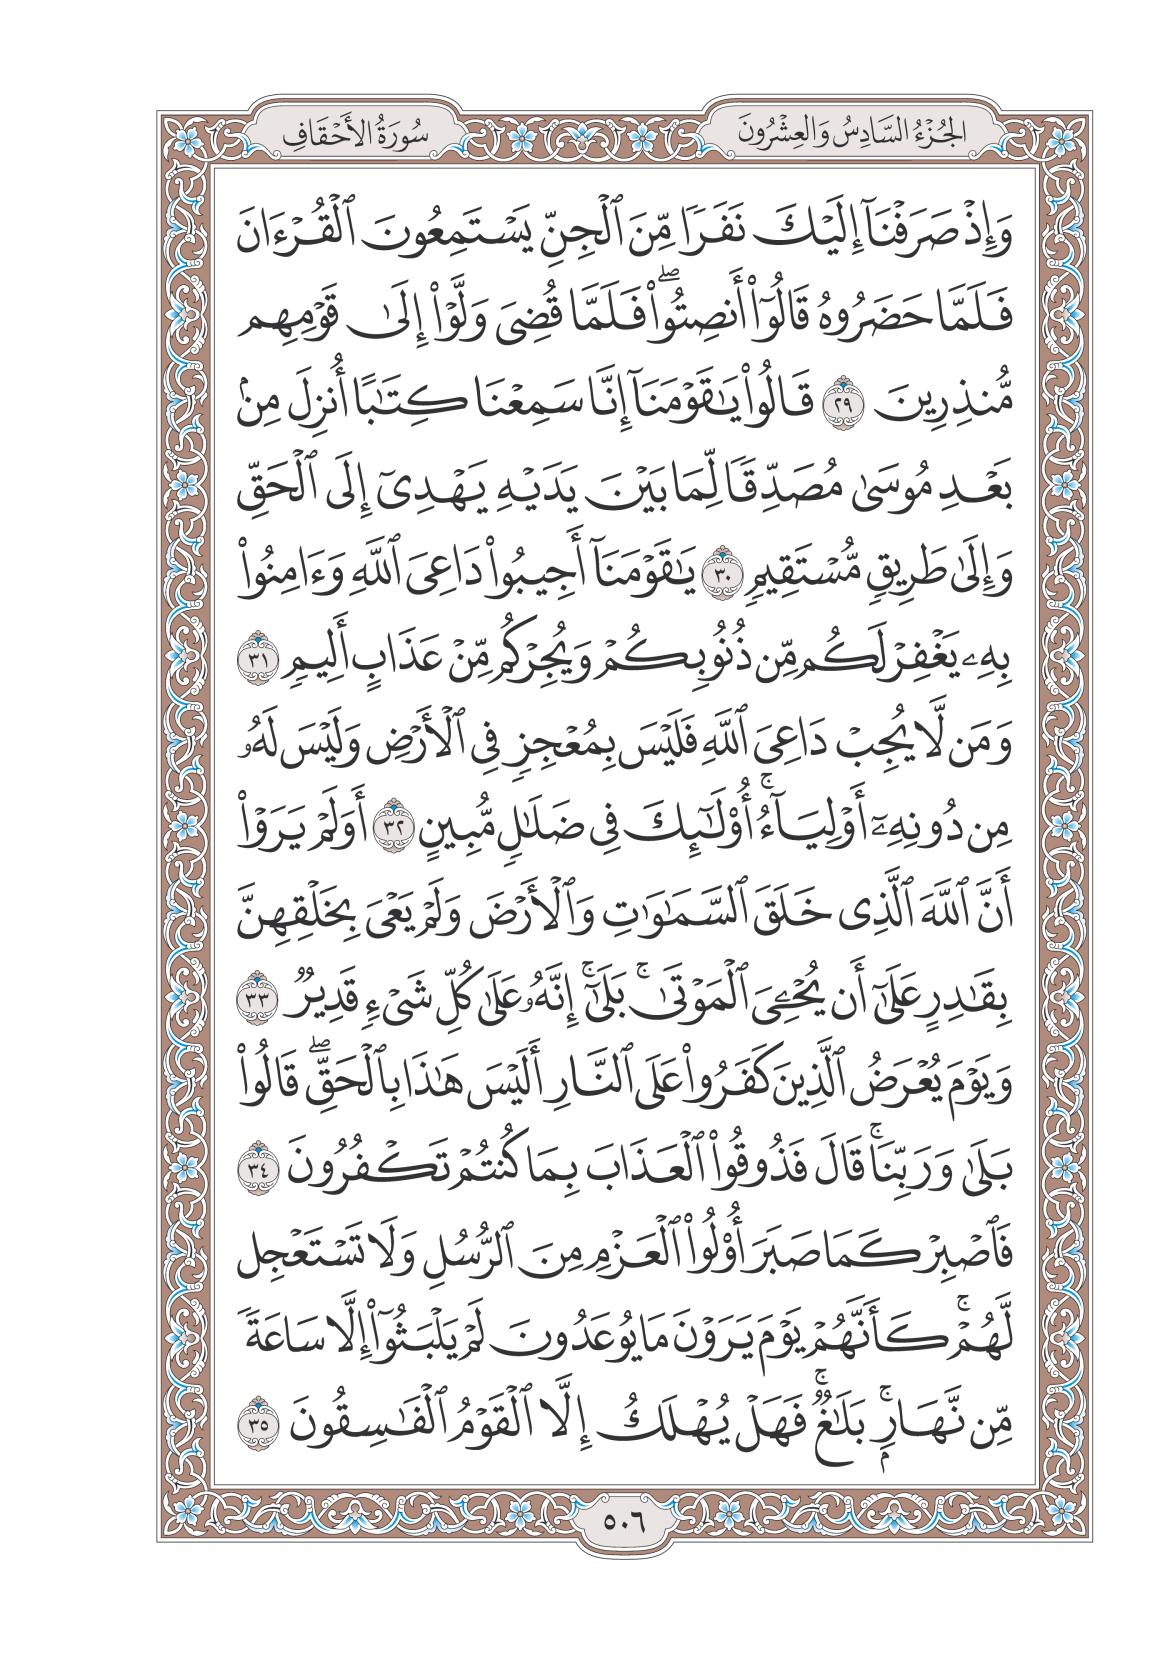 الجُزْءُ السَّادِسُ وَالعِشْرُونَ
سُورَةُ الأَحْقَافِ
وَإِذْ صَرَفْنَآ إِلَيْكَ نَفَرًا مِّنَ ٱلْجِنِّ يَسْتَمِعُونَ ٱلْقُرْءَانَ
فَلَمَّا حَضَرُوهُ قَالُوٓا۟ أَنصِتُوا۟ۖ فَلَمَّا قُضِىَ وَلَّوْا۟ إِلَىٰ قَوْمِهِم
مُّنذِرِينَ ٢٩ قَالُوا۟ يَٰقَوْمَنَآ إِنَّا سَمِعْنَا كِتَٰبًا أُنزِلَ مِنۢ
بَعْدِ مُوسَىٰ مُصَدِّقًا لِّمَا بَيْنَ يَدَيْهِ يَهْدِىٓ إِلَى ٱلْحَقِّ
وَإِلَىٰ طَرِيقٍ مُّسْتَقِيمٍ ٣٠ يَٰقَوْمَنَآ أَجِيبُوا۟ دَاعِىَ ٱللَّهِ وَءَامِنُوا۟
بِهِۦ يَغْفِرْ لَكُم مِّن ذُنُوبِكُمْ وَيُجِرْكُم مِّنْ عَذَابٍ أَلِيمٍ ٣١
وَمَن لَّا يُجِبْ دَاعِىَ ٱللَّهِ فَلَيْسَ بِمُعْجِزٍ فِى ٱلْأَرْضِ وَلَيْسَ لَهُۥ
مِن دُونِهِۦٓ أَوْلِيَآءُۚ أُو۟لَٰٓئِكَ فِى ضَلَٰلٍ مُّبِينٍ ٣٢ أَوَلَمْ يَرَوْا۟
أَنَّ ٱللَّهَ ٱلَّذِى خَلَقَ ٱلسَّمَٰوَٰتِ وَٱلْأَرْضَ وَلَمْ يَعْىَ بِخَلْقِهِنَّ
بِقَٰدِرٍ عَلَىٰٓ أَن يُحْۦِىَ ٱلْمَوْتَىٰۚ بَلَىٰٓۚ إِنَّهُۥ عَلَىٰ كُلِّ شَىْءٍ قَدِيرٌ ٣٣
وَيَوْمَ يُعْرَضُ ٱلَّذِينَ كَفَرُوا۟ عَلَى ٱلنَّارِ أَلَيْسَ هَٰذَا بِٱلْحَقِّۖ قَالُوا۟
بَلَىٰ وَرَبِّنَاۚ قَالَ فَذُوقُوا۟ ٱلْعَذَابَ بِمَا كُنتُمْ تَكْفُرُونَ ٣٤
فَٱصْبِرْ كَمَا صَبَرَ أُو۟لُوا۟ ٱلْعَزْمِ مِنَ ٱلرُّسُلِ وَلَا تَسْتَعْجِل
لَّهُمْۚ كَأَنَّهُمْ يَوْمَ يَرَوْنَ مَا يُوعَدُونَ لَمْ يَلْبَثُوٓا۟ إِلَّا سَاعَةً
مِّن نَّهَارٍۭۚ بَلَٰغٌۚ فَهَلْ يُهْلَكُ إِلَّا ٱلْقَوْمُ ٱلْفَٰسِقُونَ ٣٥
٥٠٦